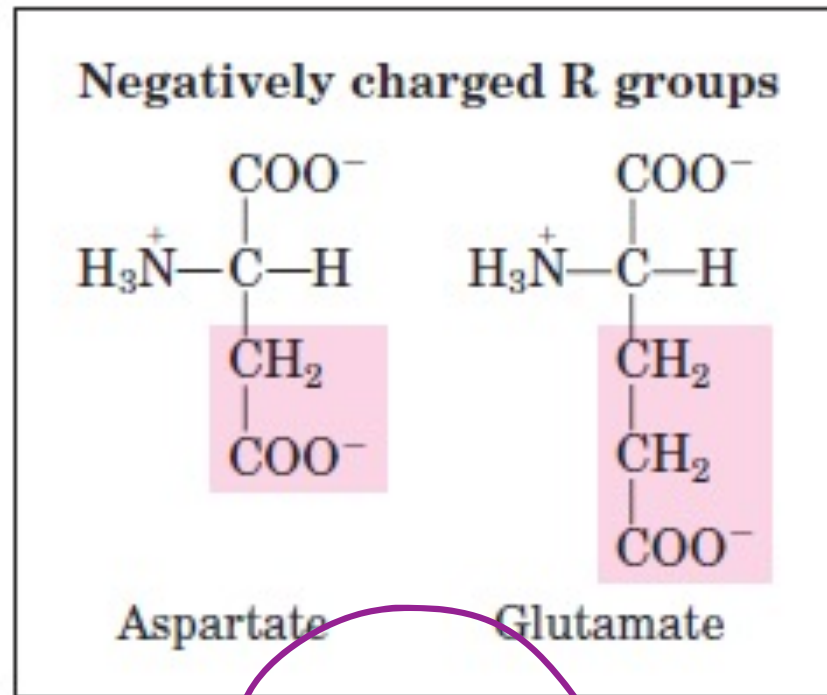 Negatively charged R groups
COO⁻ COO⁻
H₃N⁺—C—H H₃N⁺—C—H
CH₂ CH₂
COO⁻ CH₂
COO⁻
Aspartate Glutamate